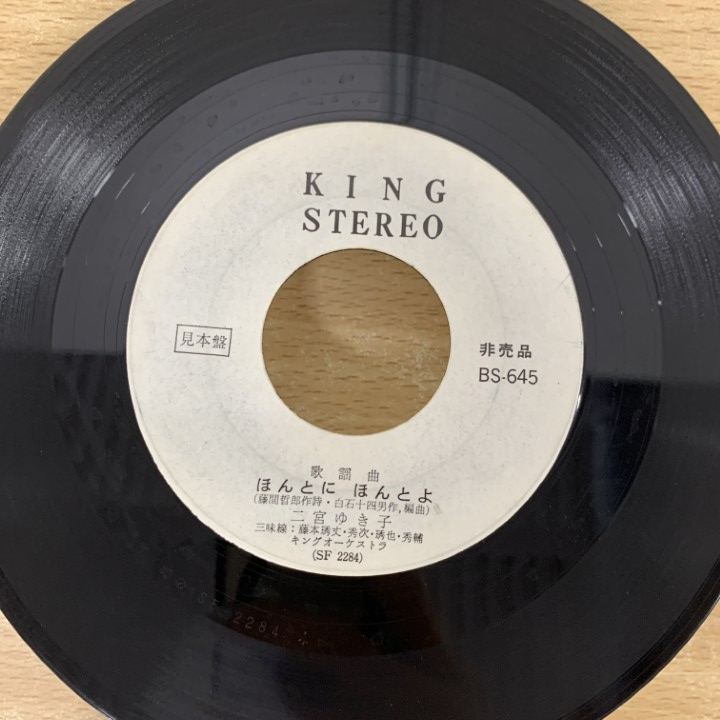 KING
STEREO
見本盤
非売品
BS-645
歌謡曲
ほんとに ほんとよ
(藤間哲郎作詩・白石十四男作,編曲)
二宮ゆき子
三味線:藤本琇丈・秀次・琇也・秀輔
キングオーケストラ
(SF 2284)
2284